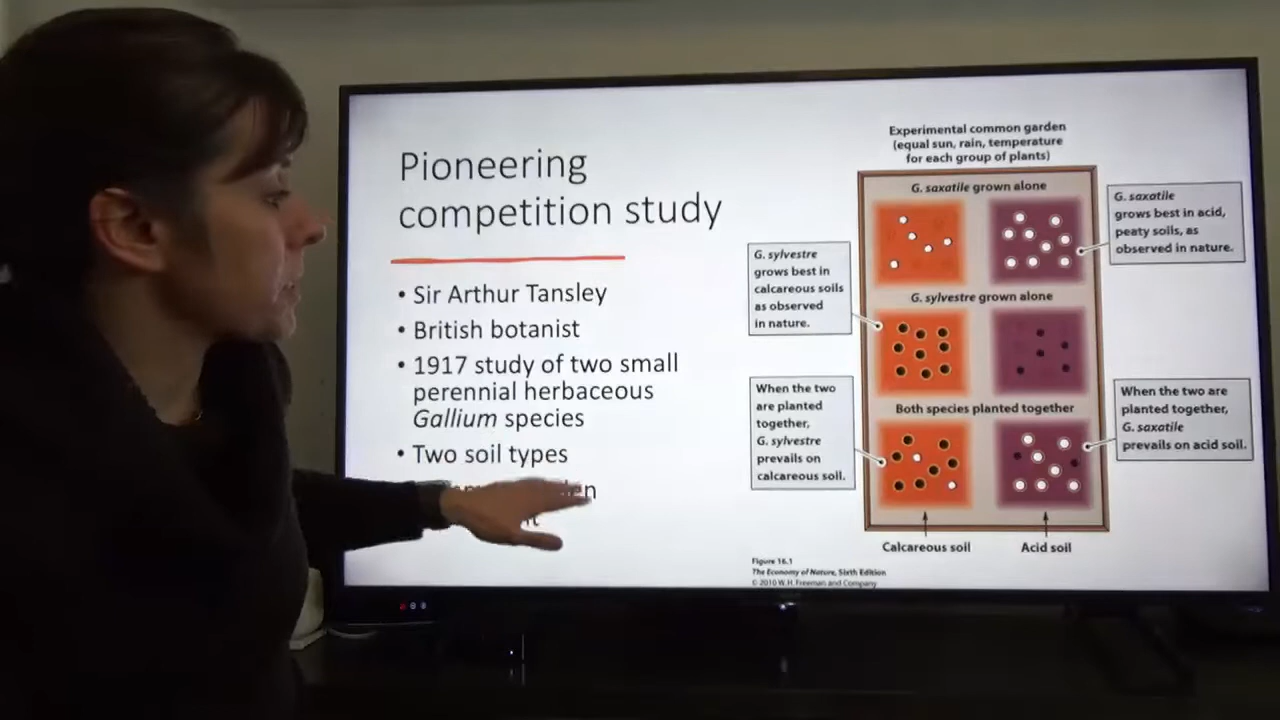 Pioneering
competition study
• Sir Arthur Tansley
• British botanist
• 1917 study of two small
perennial herbaceous
Gallium species
• Two soil types
Experimental common garden
(equal sun, rain, temperature
for each group of plants)
G. saxatile grown alone
G. saxatile
grows best in acid,
peaty soils, as
observed in nature.
G. sylvestre
grows best in
calcareous soils
as observed
in nature.
G. sylvestre grown alone
When the two
are planted
together,
G. sylvestre
prevails on
calcareous soil.
Both species planted together
When the two are
planted together,
G. saxatile
prevails on acid soil.
Calcareous soil
Acid soil
Figure 16.1
The Economy of Nature, Sixth Edition
© 2010 W.H. Freeman and Company